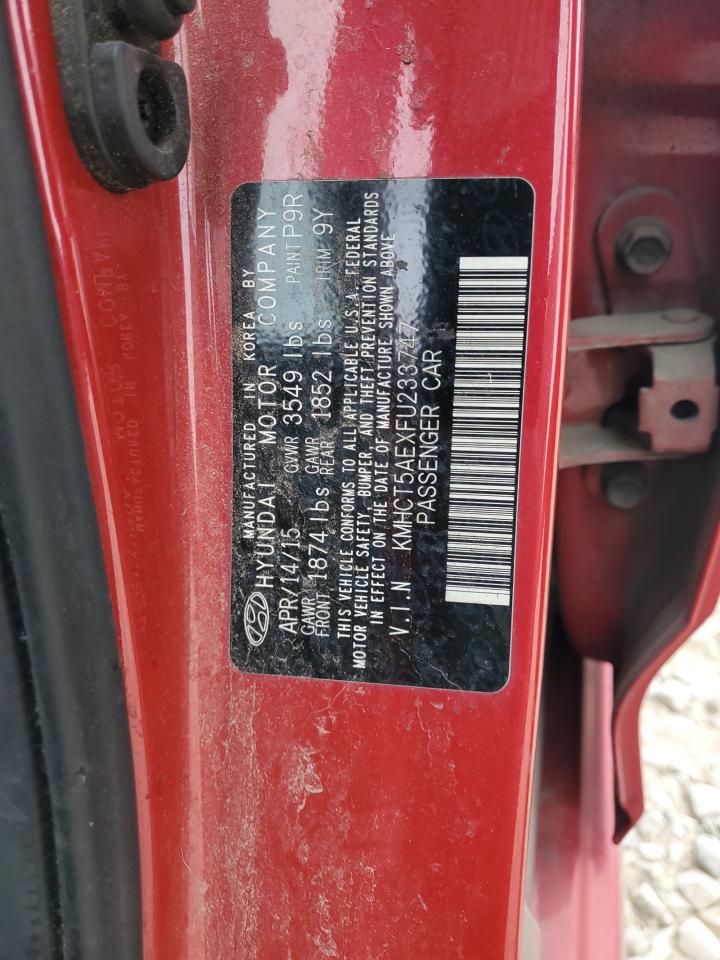 MANUFACTURED IN KOREA BY
HYUNDAI MOTOR COMPANY
APR/14/15 GVWR 3549 lbs PAINT P9R
GAWR FRONT 1874 lbs GAWR REAR 1852 lbs TRIM 9Y
THIS VEHICLE CONFORMS TO ALL APPLICABLE U.S.A. FEDERAL
MOTOR VEHICLE SAFETY, BUMPER, AND THEFT PREVENTION STANDARDS
IN EFFECT ON THE DATE OF MANUFACTURE SHOWN ABOVE
V.I.N KMHCT5AEXFU233747
PASSENGER CAR